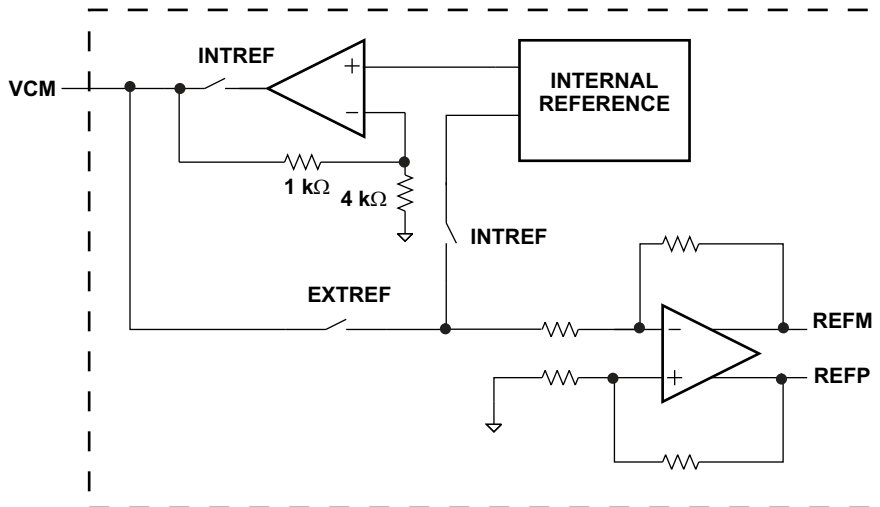 INTREF
VCM
INTERNAL
REFERENCE
1 kΩ
4 kΩ
INTREF
EXTREF
REFM
REFP